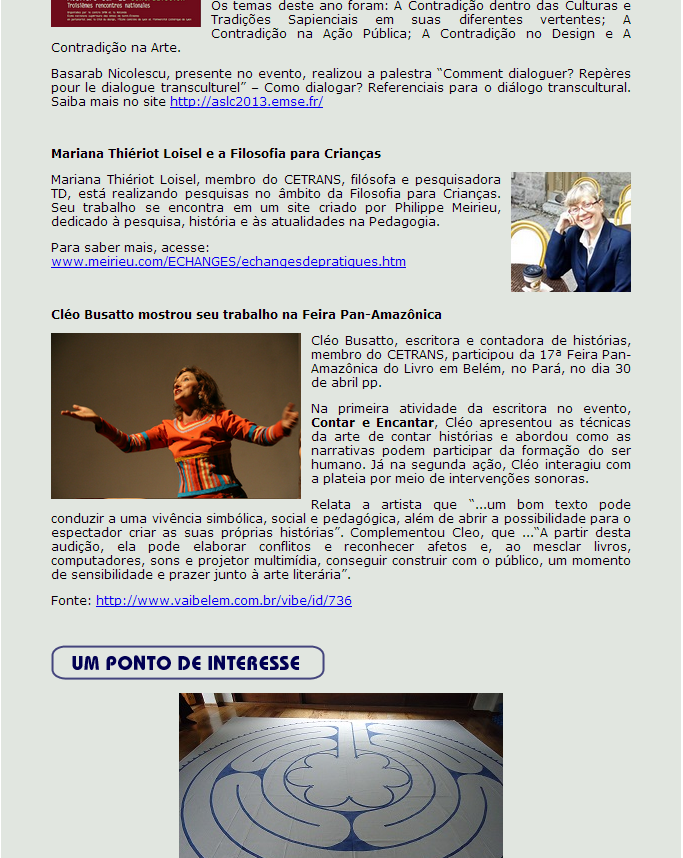 Troisièmes rencontres nationales
Os temas deste ano foram: A Contradição dentro das Culturas e
Tradições Sapienciais em suas diferentes vertentes; A
Contradição na Ação Pública; A Contradição no Design e A
Contradição na Arte.
Basarab Nicolescu, presente no evento, realizou a palestra “Comment dialoguer? Repères
pour le dialogue transculturel” – Como dialogar? Referenciais para o diálogo transcultural.
Saiba mais no site http://aslc2013.emse.fr/
Mariana Thiériot Loisel e a Filosofia para Crianças
Mariana Thiériot Loisel, membro do CETRANS, filósofa e pesquisadora
TD, está realizando pesquisas no âmbito da Filosofia para Crianças.
Seu trabalho se encontra em um site criado por Philippe Meirieu,
dedicado à pesquisa, história e às atualidades na Pedagogia.
Para saber mais, acesse:
www.meirieu.com/ECHANGES/echangesdepratiques.htm
Cléo Busatto mostrou seu trabalho na Feira Pan-Amazônica
Cléo Busatto, escritora e contadora de histórias,
membro do CETRANS, participou da 17ª Feira Pan-
Amazônica do Livro em Belém, no Pará, no dia 30
de abril pp.
Na primeira atividade da escritora no evento,
Contar e Encantar, Cléo apresentou as técnicas
da arte de contar histórias e abordou como as
narrativas podem participar da formação do ser
humano. Já na segunda ação, Cléo interagiu com
a plateia por meio de intervenções sonoras.
Relata a artista que “...um bom texto pode
conduzir a uma vivência simbólica, social e pedagógica, além de abrir a possibilidade para o
espectador criar as suas próprias histórias”. Complementou Cleo, que ...“A partir desta
audição, ela pode elaborar conflitos e reconhecer afetos e, ao mesclar livros,
computadores, sons e projetor multimídia, conseguir construir com o público, um momento
de sensibilidade e prazer junto à arte literária”.
Fonte: http://www.vaibelem.com.br/vibe/id/736
UM PONTO DE INTERESSE